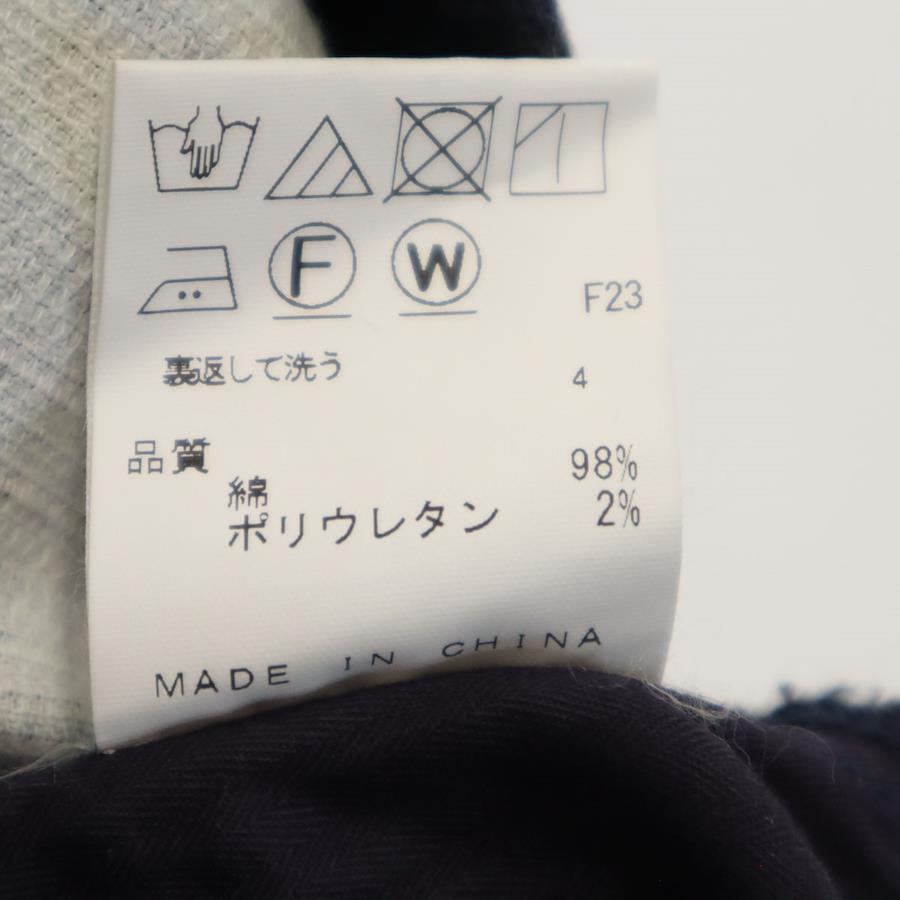 F W F23
裏返して洗う 4
品質
綿 98%
ポリウレタン 2%
MADE IN CHINA